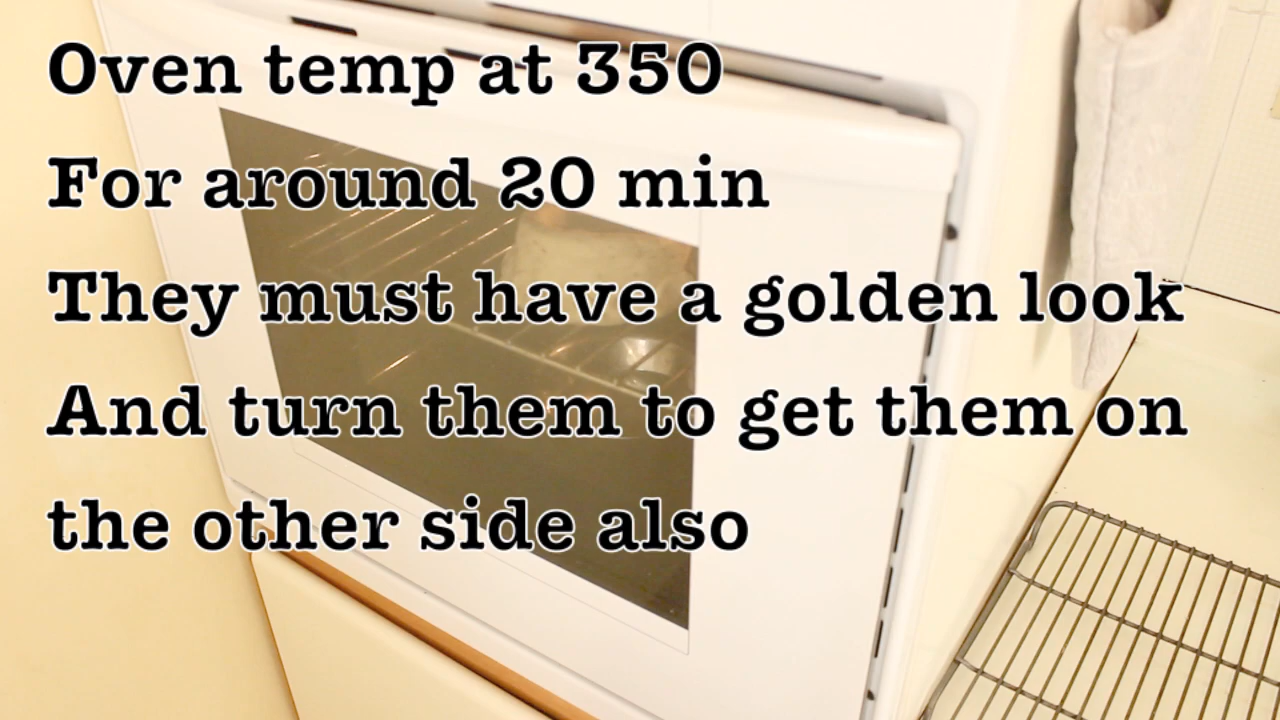 Oven temp at 350
For around 20 min
They must have a golden look
And turn them to get them on
the other side also